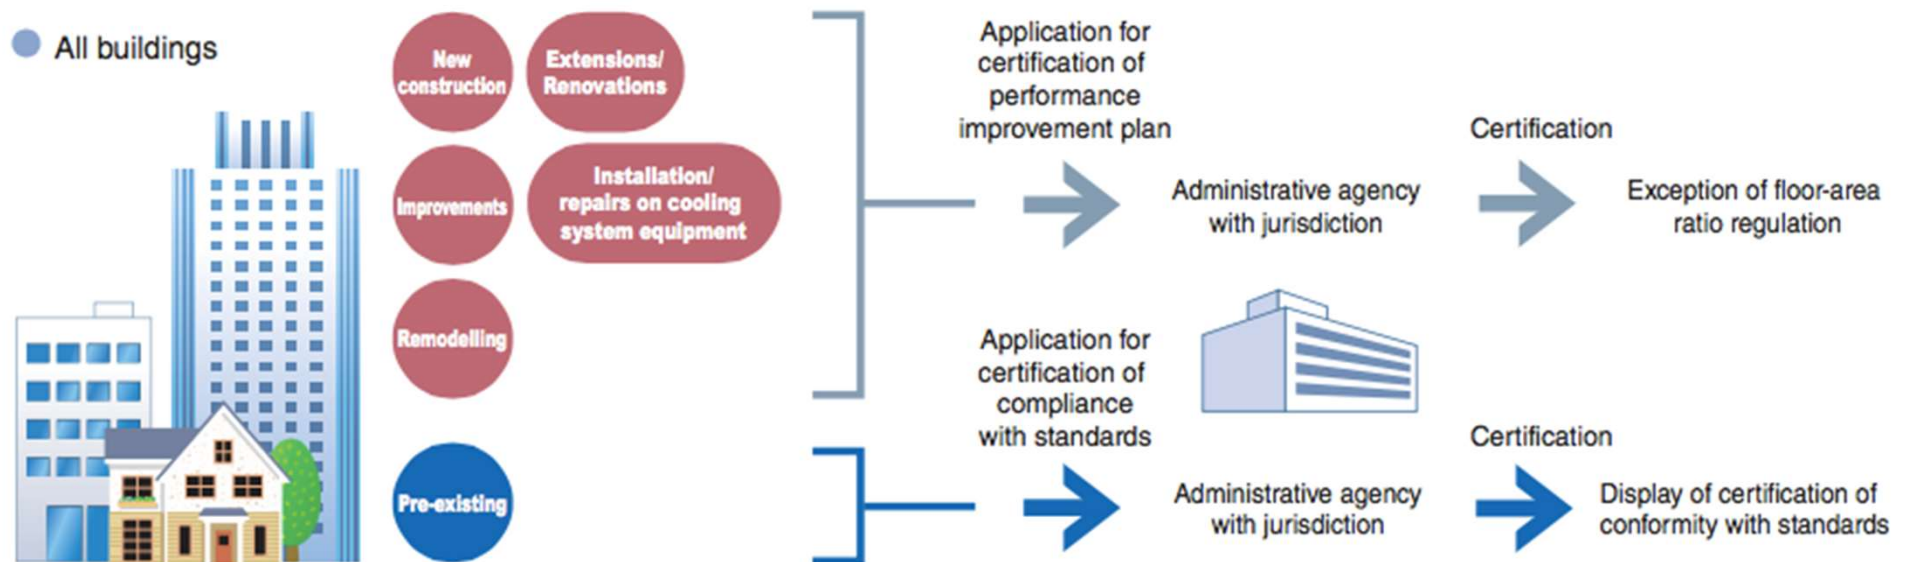 All buildings
New
construction
Extensions/
Renovations
Improvements
Installation/
repairs on cooling
system equipment
Remodelling
Application for
certification of
performance
improvement plan
Administrative agency
with jurisdiction
Certification
Exception of floor-area
ratio regulation
Pre-existing
Application for
certification of
compliance
with standards
Administrative agency
with jurisdiction
Certification
Display of certification of
conformity with standards